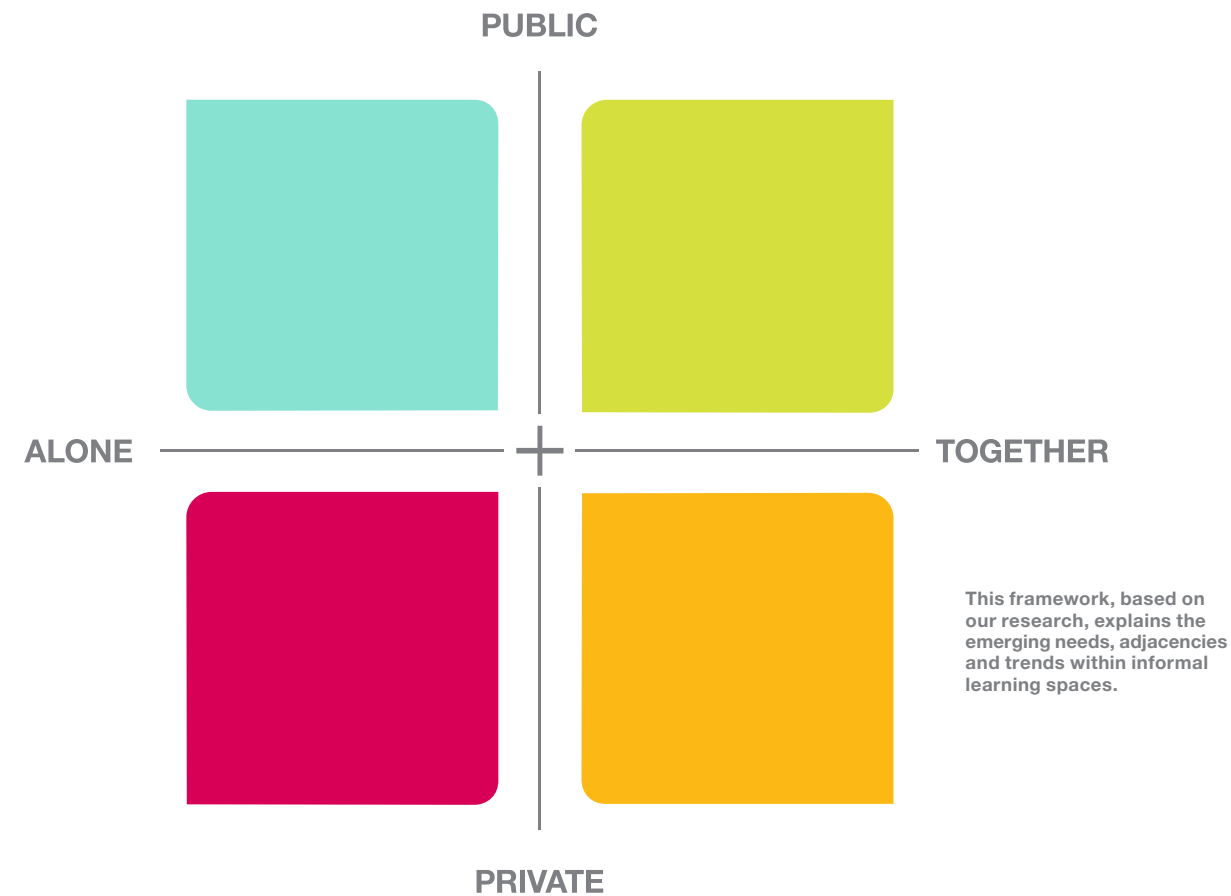 PUBLIC
ALONE
TOGETHER
This framework, based on
our research, explains the
emerging needs, adjacencies
and trends within informal
learning spaces.
PRIVATE